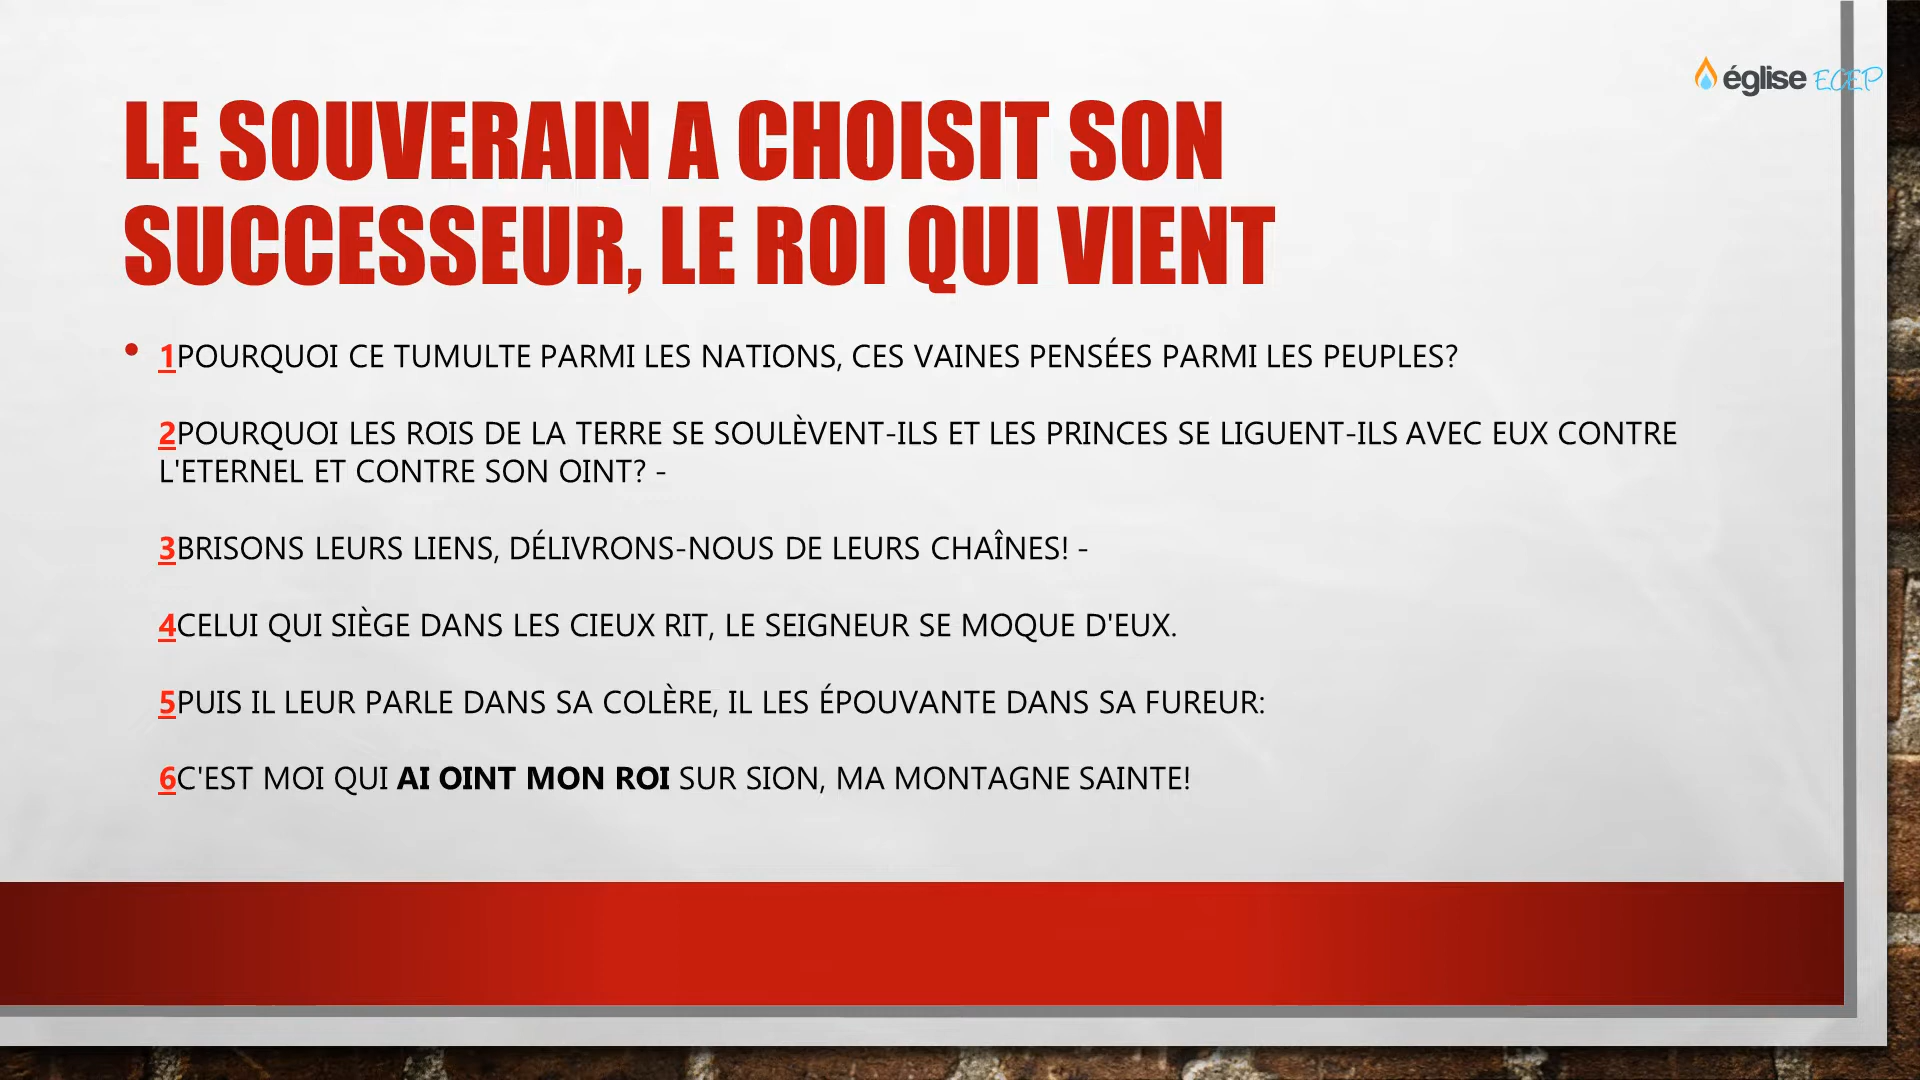 église ECEP
LE SOUVERAIN A CHOISIT SON
SUCCESSEUR, LE ROI QUI VIENT
• 1POURQUOI CE TUMULTE PARMI LES NATIONS, CES VAINES PENSÉES PARMI LES PEUPLES?
2POURQUOI LES ROIS DE LA TERRE SE SOULÈVENT-ILS ET LES PRINCES SE LIGUENT-ILS AVEC EUX CONTRE
L'ETERNEL ET CONTRE SON OINT? -
3BRISONS LEURS LIENS, DÉLIVRONS-NOUS DE LEURS CHAÎNES! -
4CELUI QUI SIÈGE DANS LES CIEUX RIT, LE SEIGNEUR SE MOQUE D'EUX.
5PUIS IL LEUR PARLE DANS SA COLÈRE, IL LES ÉPOUVANTE DANS SA FUREUR:
6C'EST MOI QUI AI OINT MON ROI SUR SION, MA MONTAGNE SAINTE!